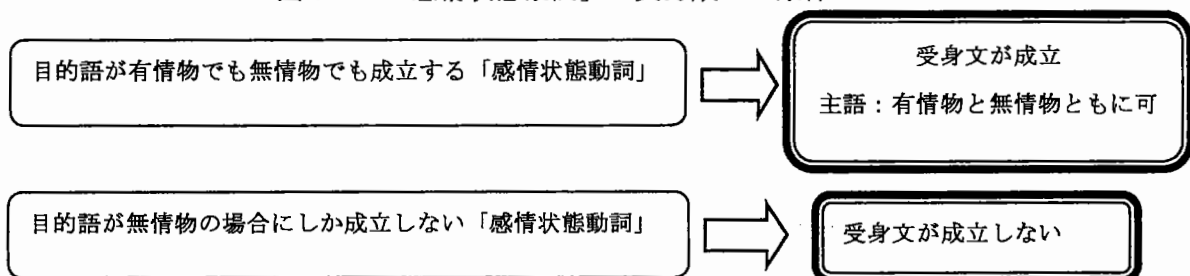 目的語が有情物でも無情物でも成立する「感情状態動詞」
受身文が成立
主語：有情物と無情物ともに可
目的語が無情物の場合にしか成立しない「感情状態動詞」
受身文が成立しない